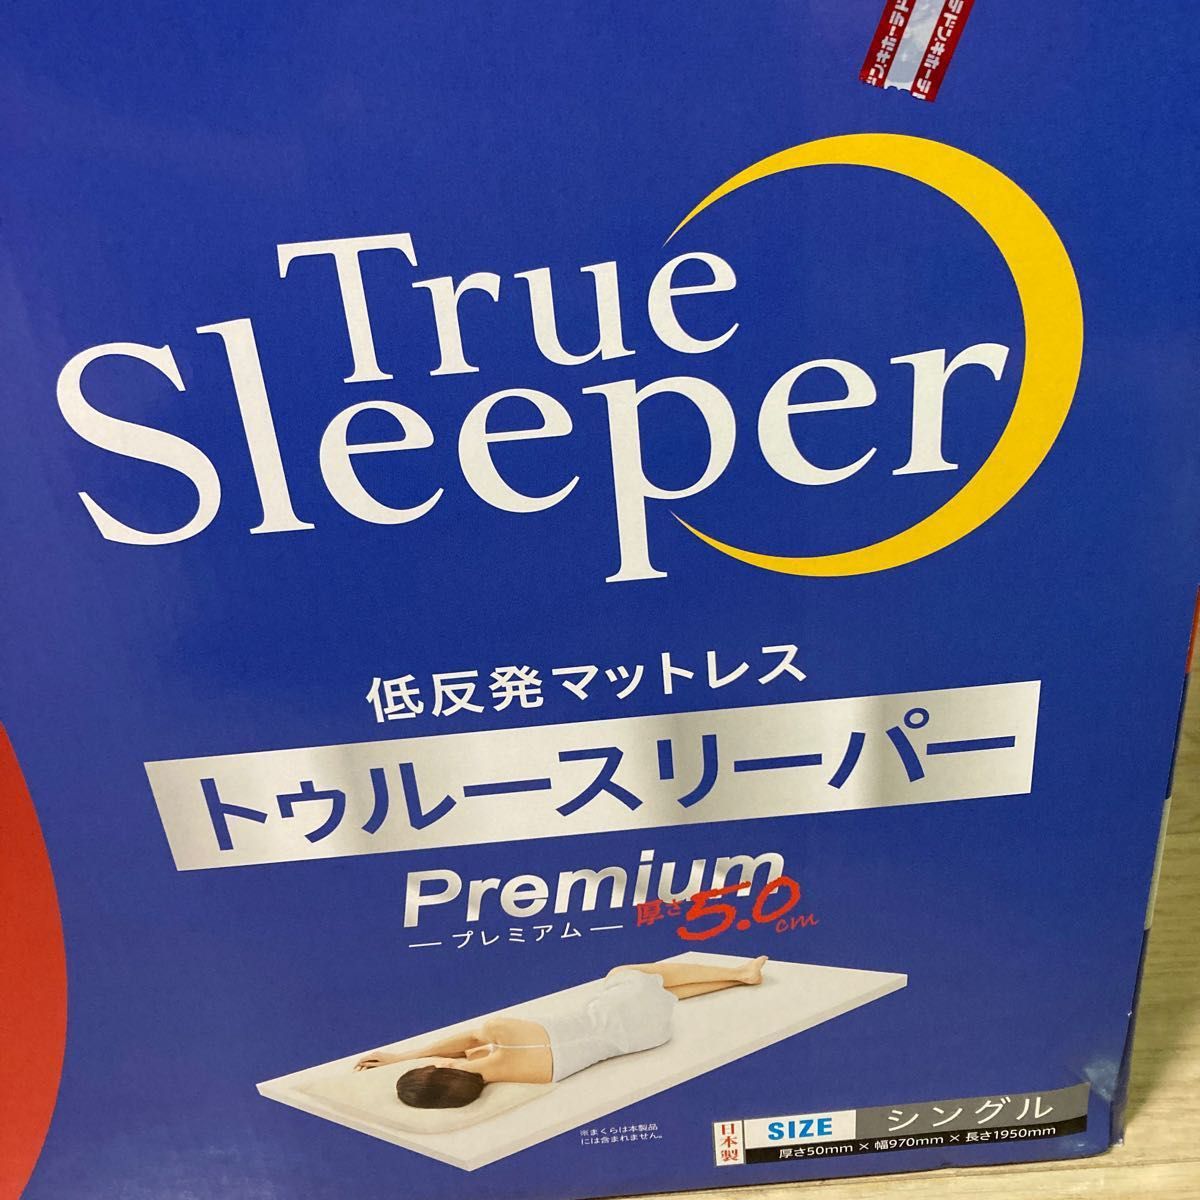 True
Sleeper
低反発マットレス
トゥルースリーパー
Premium
厚さ5.0cm
プレミアム
※まくらは本製品
には含まれません。
日本製
SIZE シングル
厚さ50mm × 幅970mm × 長さ1950mm